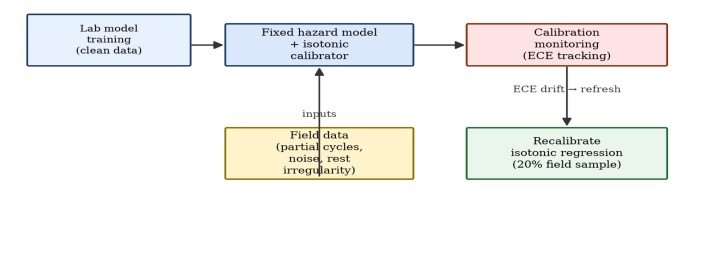 Lab model
training
(clean data)
Fixed hazard model
+ isotonic
calibrator
Calibration
monitoring
(ECE tracking)
ECE drift → refresh
inputs
Field data
(partial cycles,
noise, rest
irregularity)
Recalibrate
isotonic regression
(20% field sample)